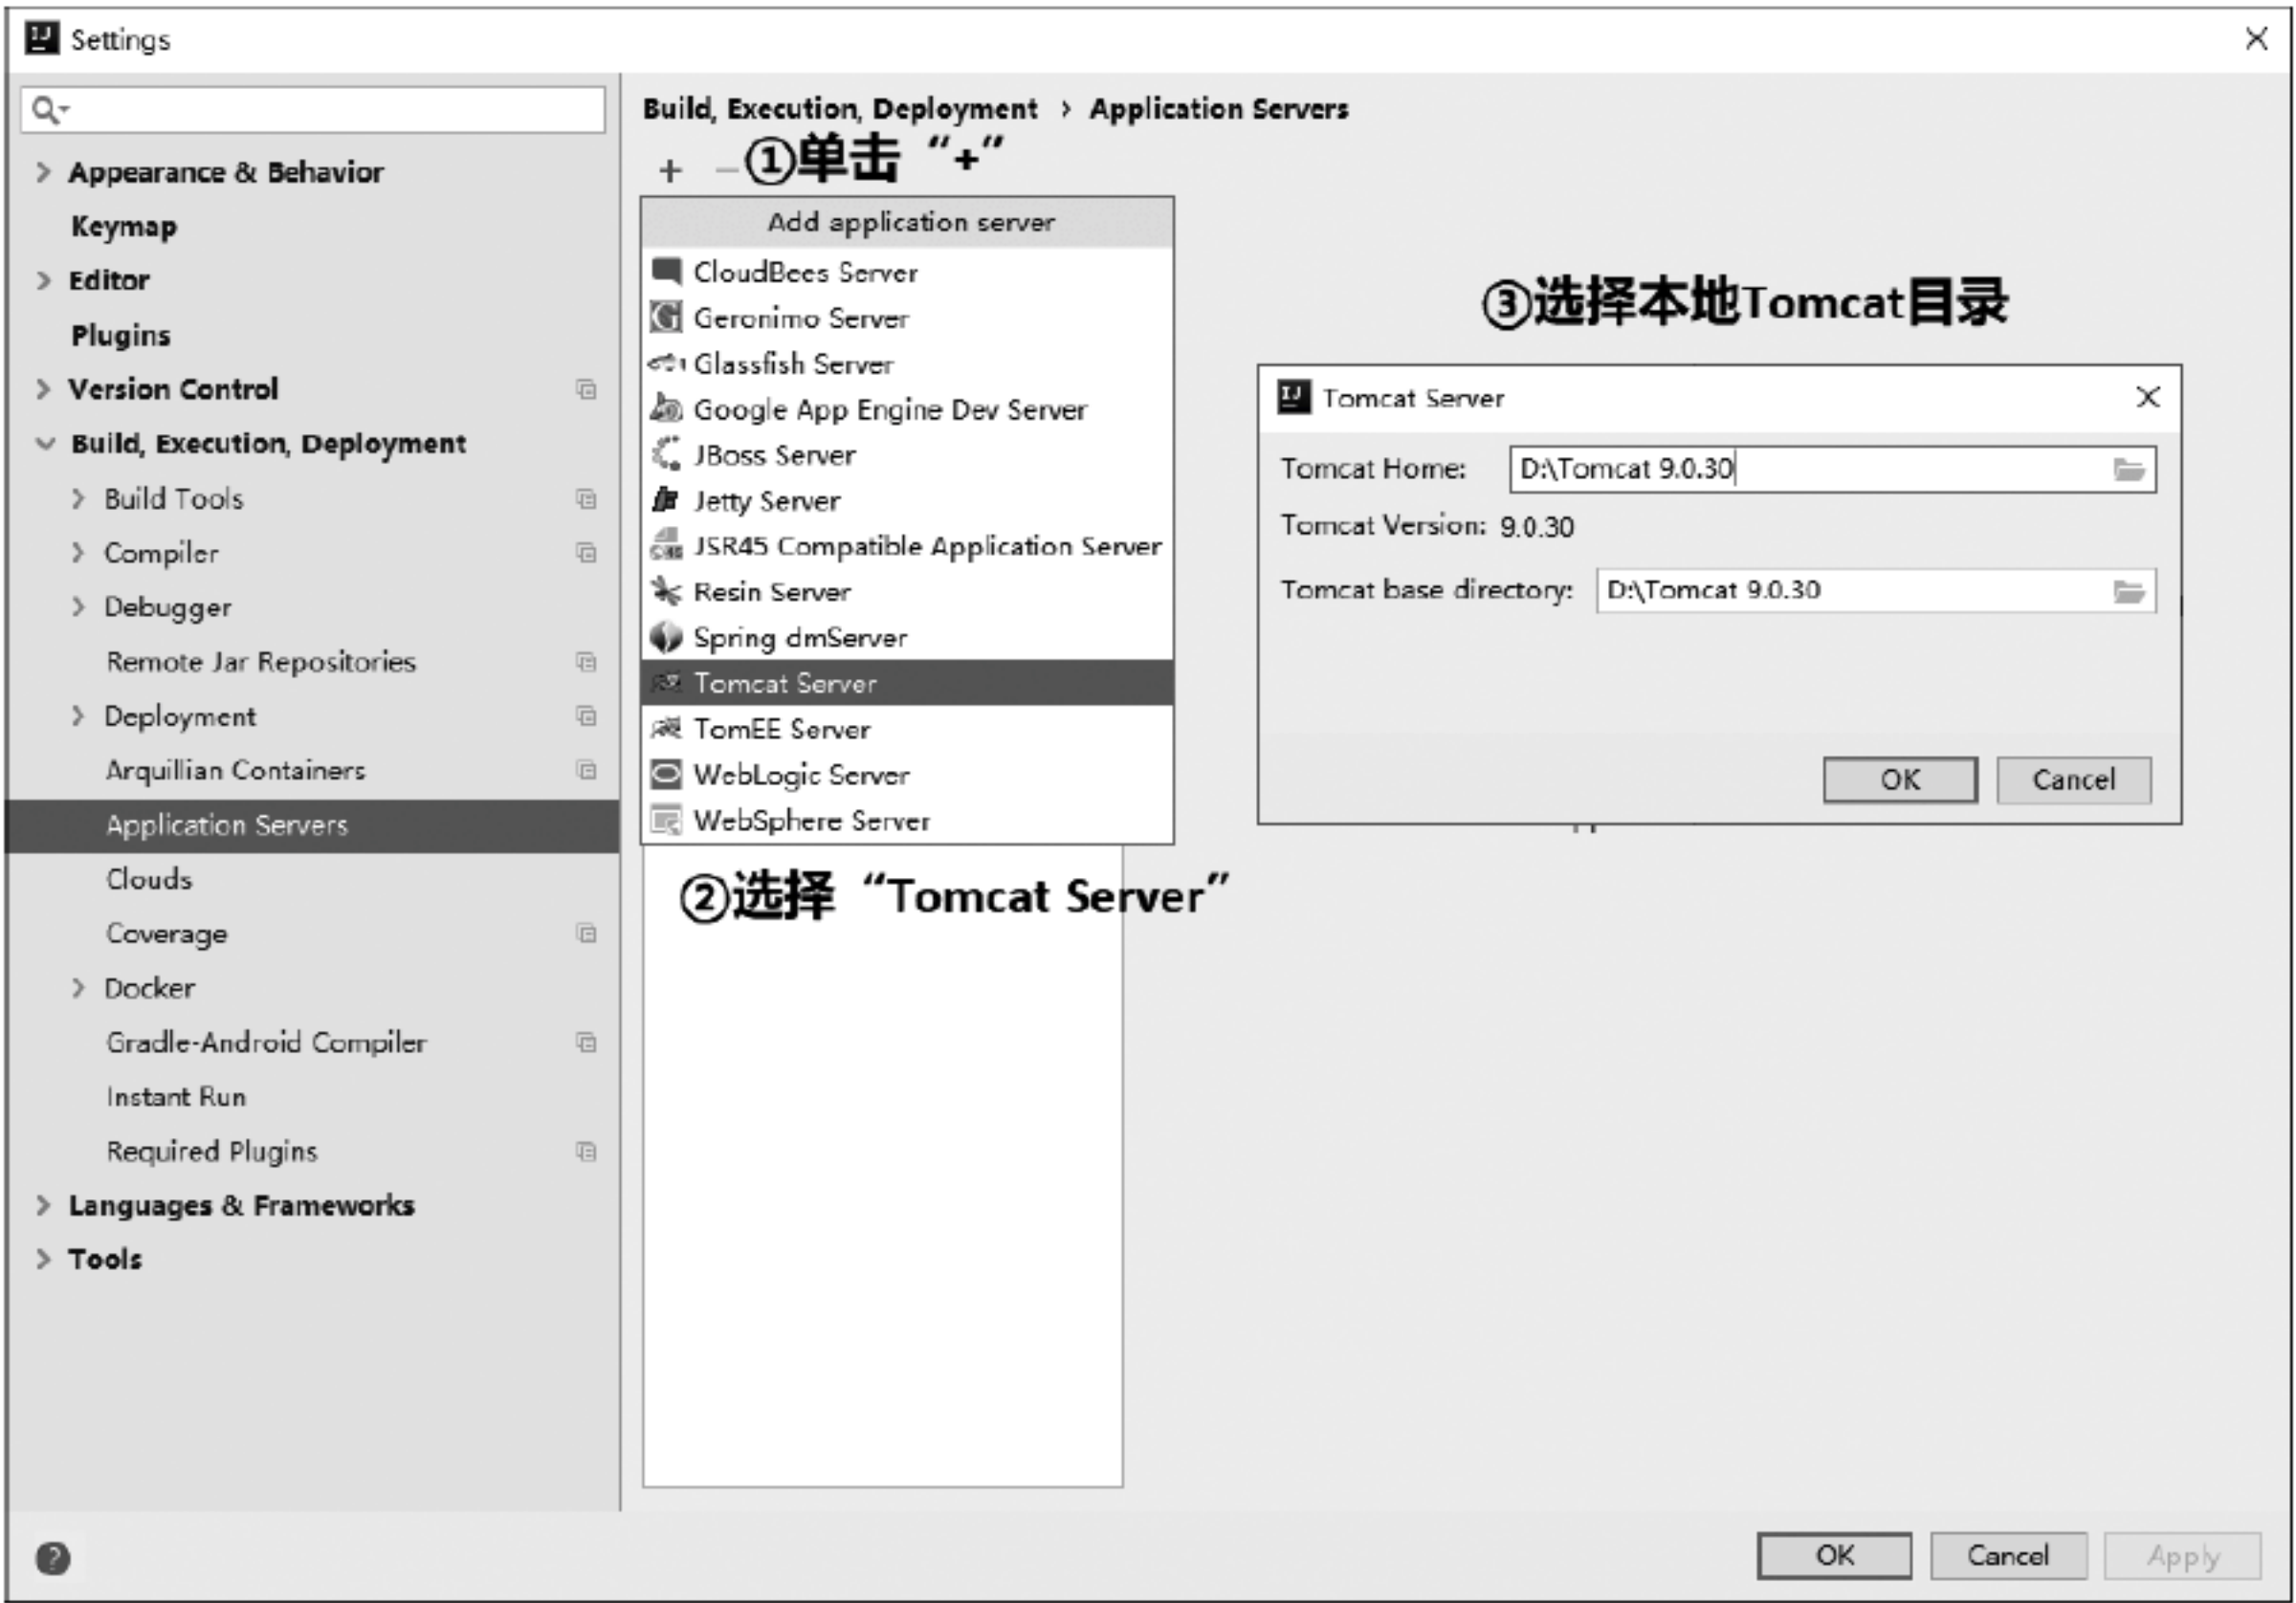 Settings
Appearance & Behavior
Keymap
Editor
Plugins
Version Control
Build, Execution, Deployment
Build Tools
Compiler
Debugger
Remote Jar Repositories
Deployment
Arquillian Containers
Application Servers
Clouds
Coverage
Docker
Gradle-Android Compiler
Instant Run
Required Plugins
Languages & Frameworks
Tools
Build, Execution, Deployment › Application Servers
+ − ①单击“+”
Add application server
CloudBees Server
Geronimo Server
Glassfish Server
Google App Engine Dev Server
JBoss Server
Jetty Server
JSR45 Compatible Application Server
Resin Server
Spring dmServer
Tomcat Server
TomEE Server
WebLogic Server
WebSphere Server
②选择“Tomcat Server”
③选择本地Tomcat目录
Tomcat Server
Tomcat Home: D:\Tomcat 9.0.30
Tomcat Version: 9.0.30
Tomcat base directory: D:\Tomcat 9.0.30
OK Cancel
? OK Cancel Apply